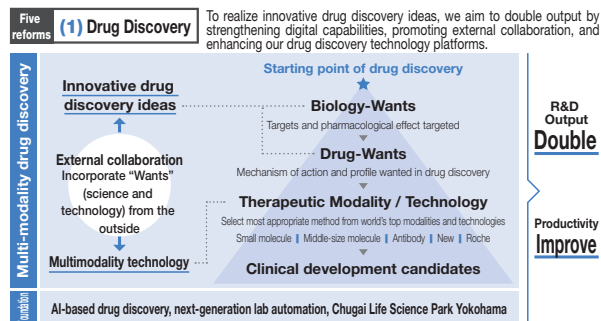 Five
reforms
(1) Drug Discovery
To realize innovative drug discovery ideas, we aim to double output by
strengthening digital capabilities, promoting external collaboration, and
enhancing our drug discovery technology platforms.
Multi-modality drug discovery
Starting point of drug discovery
Innovative drug
discovery ideas
External collaboration
Incorporate “Wants”
(science and
technology) from the
outside
Multimodality technology
Biology-Wants
Targets and pharmacological effect targeted
Drug-Wants
Mechanism of action and profile wanted in drug discovery
Therapeutic Modality / Technology
Select most appropriate method from world's top modalities and technologies
Small molecule | Middle-size molecule | Antibody | New | Roche
Clinical development candidates
R&D
Output
Double
Productivity
Improve
AI-based drug discovery, next-generation lab automation, Chugai Life Science Park Yokohama